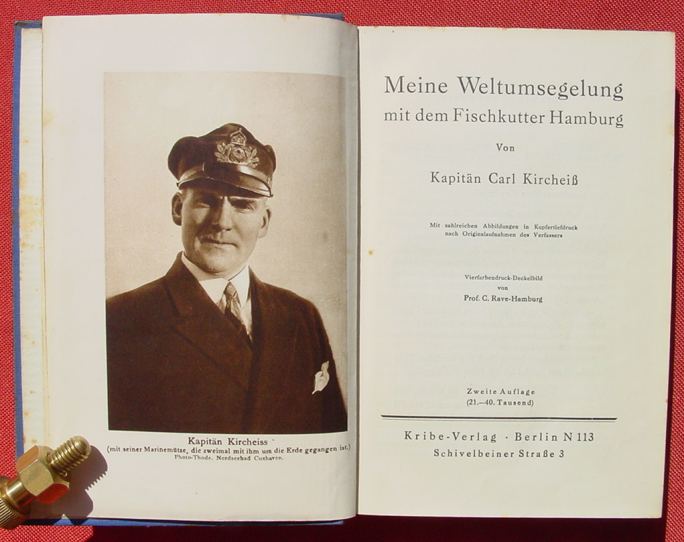 Kapitän Kircheiss
(mit seiner Marinemütze, die zweimal mit ihm um die Erde gegangen ist.)
Photo-Thode, Nordseebad Cuxhaven.
Meine Weltumsegelung
mit dem Fischkutter Hamburg
Von
Kapitän Carl Kircheiß
Mit zahlreichen Abbildungen in Kupfertiefdruck
nach Originalaufnahmen des Verfassers
Vierfarbendruck-Deckelbild
von
Prof. C. Rave-Hamburg
Zweite Auflage
(21.—40. Tausend)
Kribe-Verlag · Berlin N 113
Schivelbeiner Straße 3